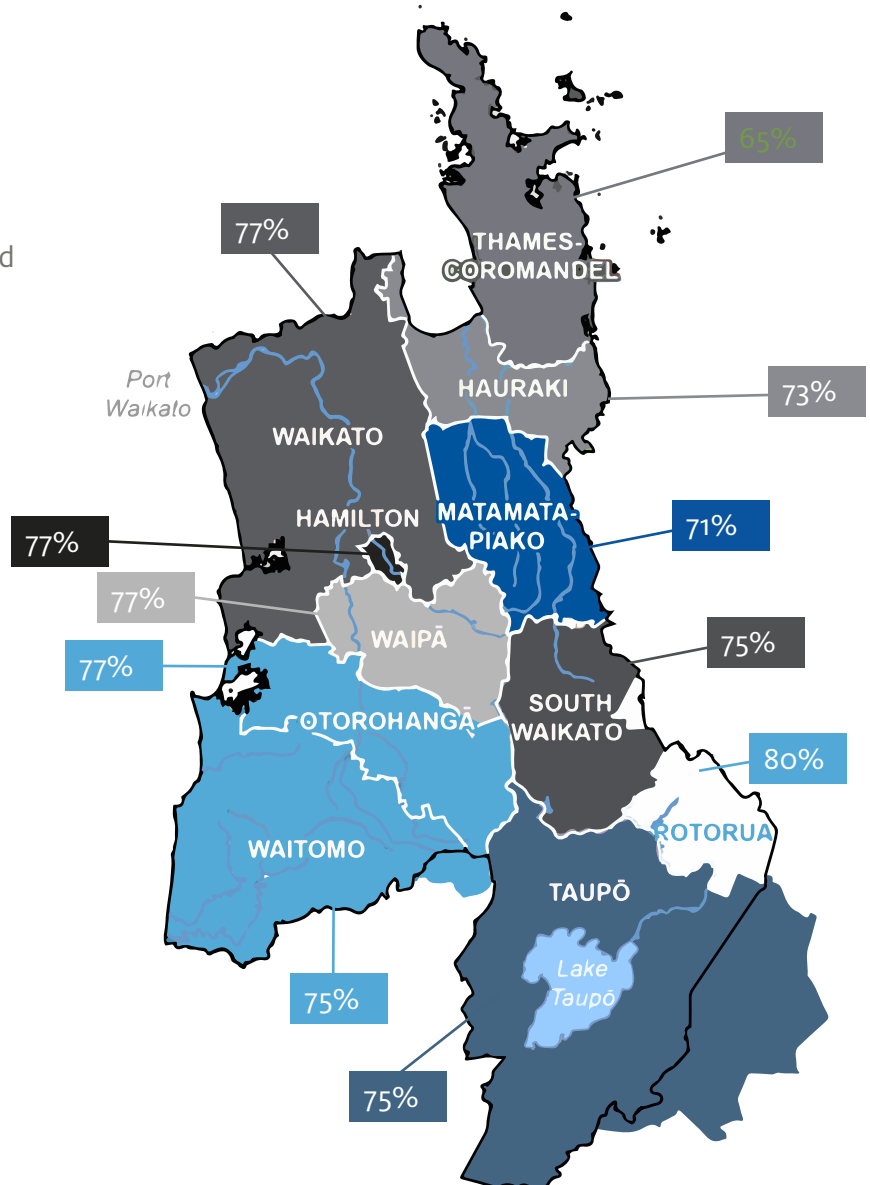 65%
77%
d
THAMES-
COROMANDEL
Port
Waikato
HAURAKI
73%
WAIKATO
HAMILTON
MATAMATA-
PIAKO
71%
77%
77%
WAIPĀ
75%
77%
SOUTH
WAIKATO
OTOROHANGĀ
80%
ROTORUA
WAITOMO
TAUPŌ
Lake
Taupō
75%
75%